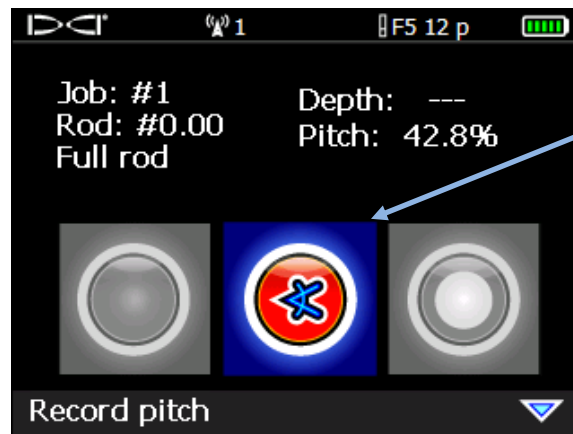 DCI 1 F5 12 p
Job: #1
Rod: #0.00
Full rod
Depth: ---
Pitch: 42.8%
Record pitch